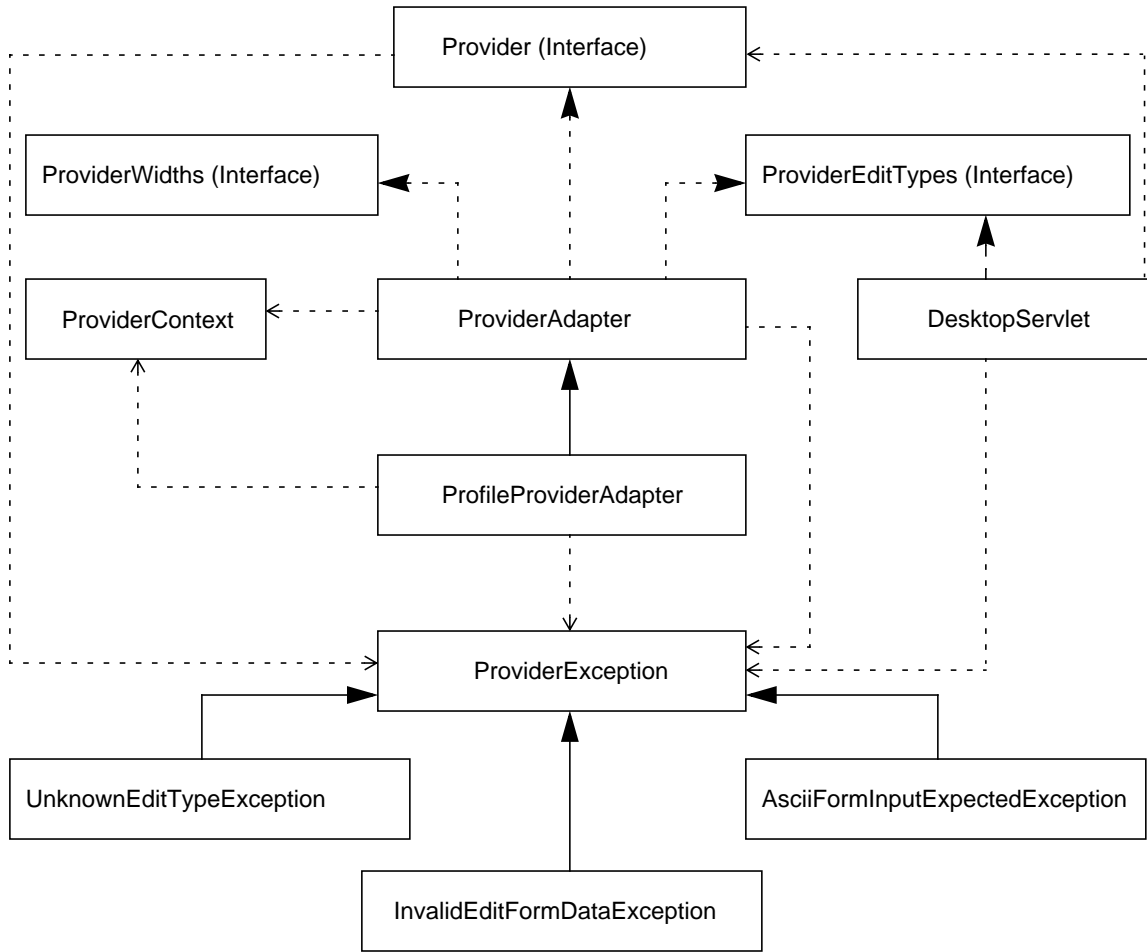 Provider (Interface)
ProviderWidths (Interface)
ProviderEditTypes (Interface)
ProviderContext
ProviderAdapter
DesktopServlet
ProfileProviderAdapter
ProviderException
UnknownEditTypeException
AsciiFormInputExpectedException
InvalidEditFormDataException